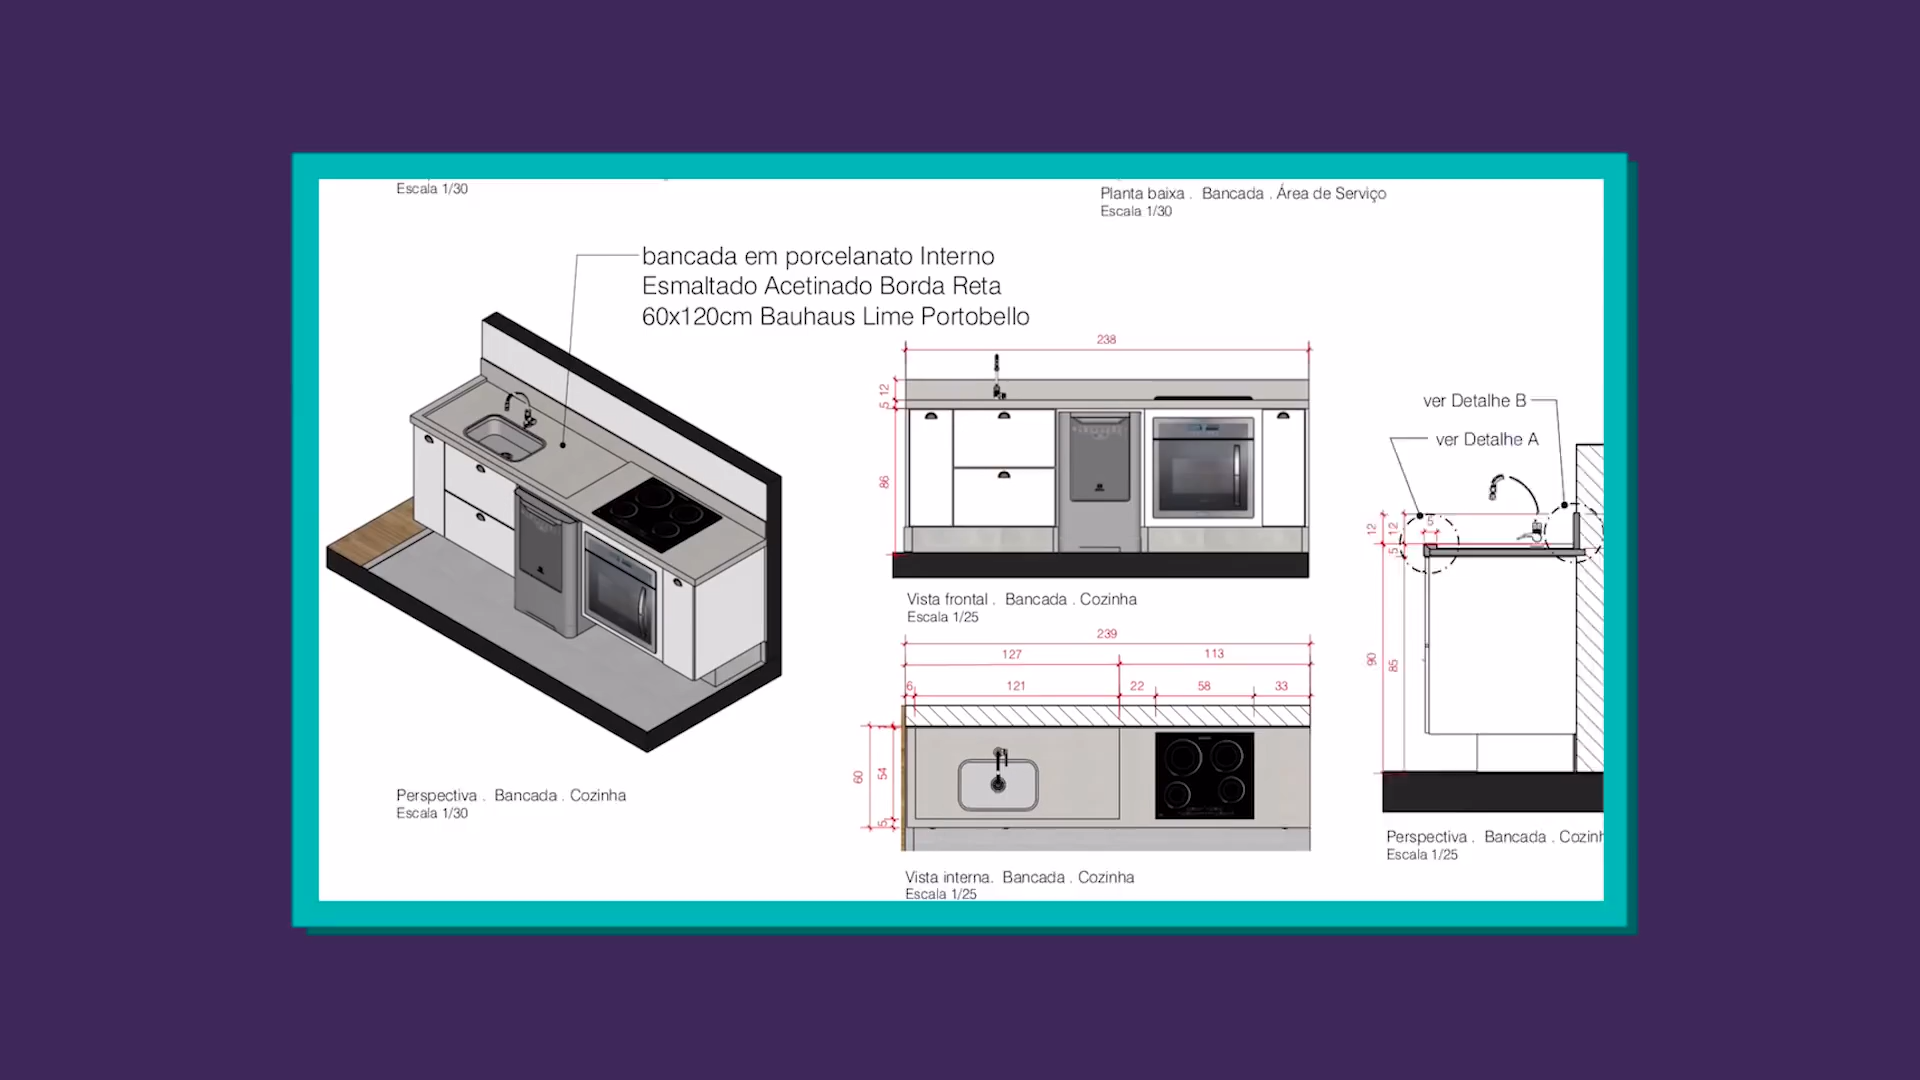 Escala 1/30
Planta baixa . Bancada . Área de Serviço
Escala 1/30
bancada em porcelanato Interno
Esmaltado Acetinado Borda Reta
60x120cm Bauhaus Lime Portobello
238
12
5
86
Vista frontal . Bancada . Cozinha
Escala 1/25
239
127 113
6 121 22 58 33
60
54
5
Vista interna. Bancada . Cozinha
Escala 1/25
Perspectiva . Bancada . Cozinha
Escala 1/30
ver Detalhe B
ver Detalhe A
5
12 12
5
90 85
Perspectiva . Bancada . Cozinh
Escala 1/25